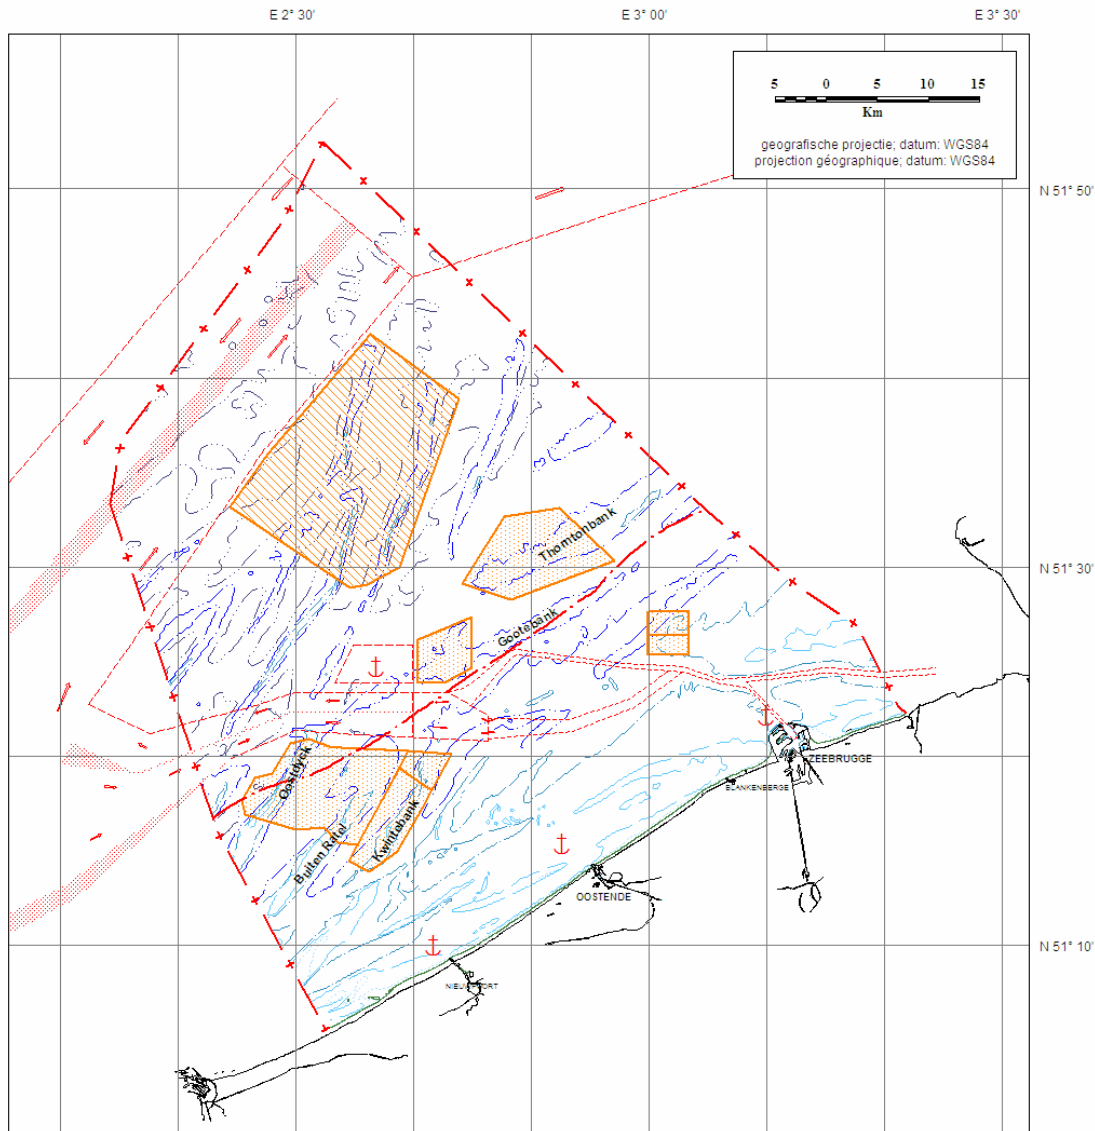 E 2° 30'
E 3° 00'
E 3° 30'
5 0 5 10 15
Km
geografische projectie; datum: WGS84
projection géographique; datum: WGS84
N 51° 50'
Thorntonbank
N 51° 30'
Gootebank
ZEEBRUGGE
Oostdyck
BLANKENBERGE
Kwintebank
Buiten Ratel
OOSTENDE
N 51° 10'
NIEUWPOORT